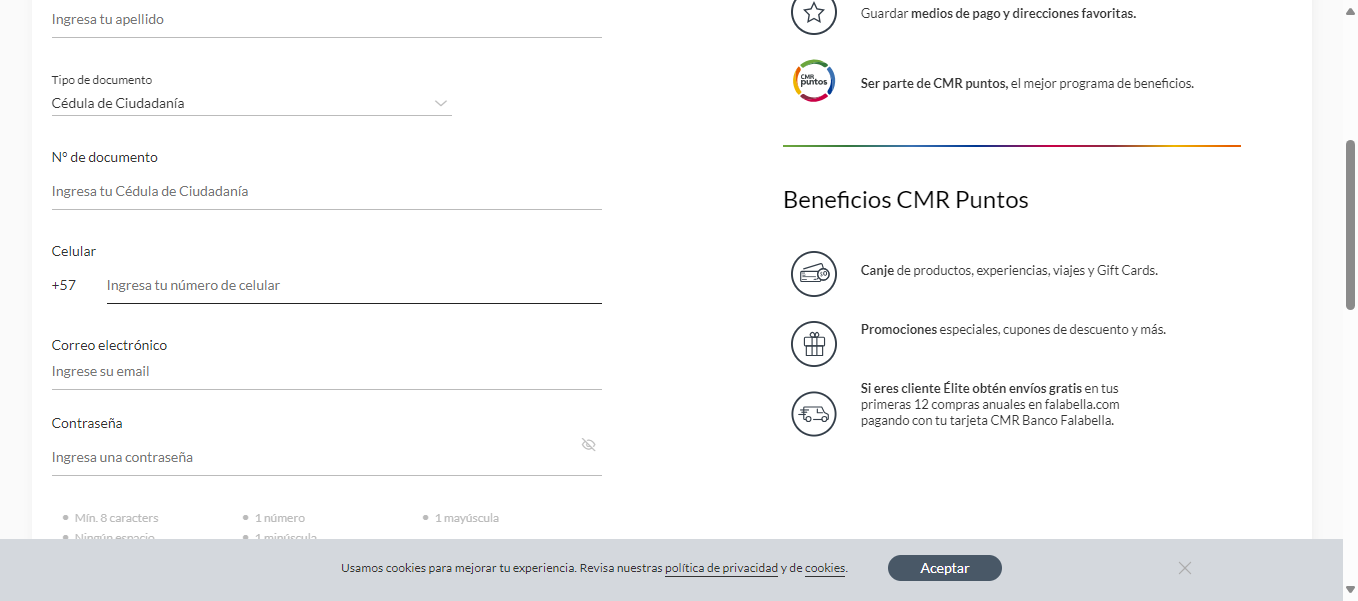 Ingresa tu apellido
Tipo de documento
Cédula de Ciudadanía
N° de documento
Ingresa tu Cédula de Ciudadanía
Celular
+57 Ingresa tu número de celular
Correo electrónico
Ingrese su email
Contraseña
Ingresa una contraseña
Mín. 8 caracters
1 número
1 mayúscula
Ningún espacio
1 minúscula
Guardar medios de pago y direcciones favoritas.
CMR
puntos
Ser parte de CMR puntos, el mejor programa de beneficios.
Beneficios CMR Puntos
Canje de productos, experiencias, viajes y Gift Cards.
Promociones especiales, cupones de descuento y más.
Si eres cliente Élite obtén envíos gratis en tus
primeras 12 compras anuales en falabella.com
pagando con tu tarjeta CMR Banco Falabella.
Usamos cookies para mejorar tu experiencia. Revisa nuestras política de privacidad y de cookies.
Aceptar